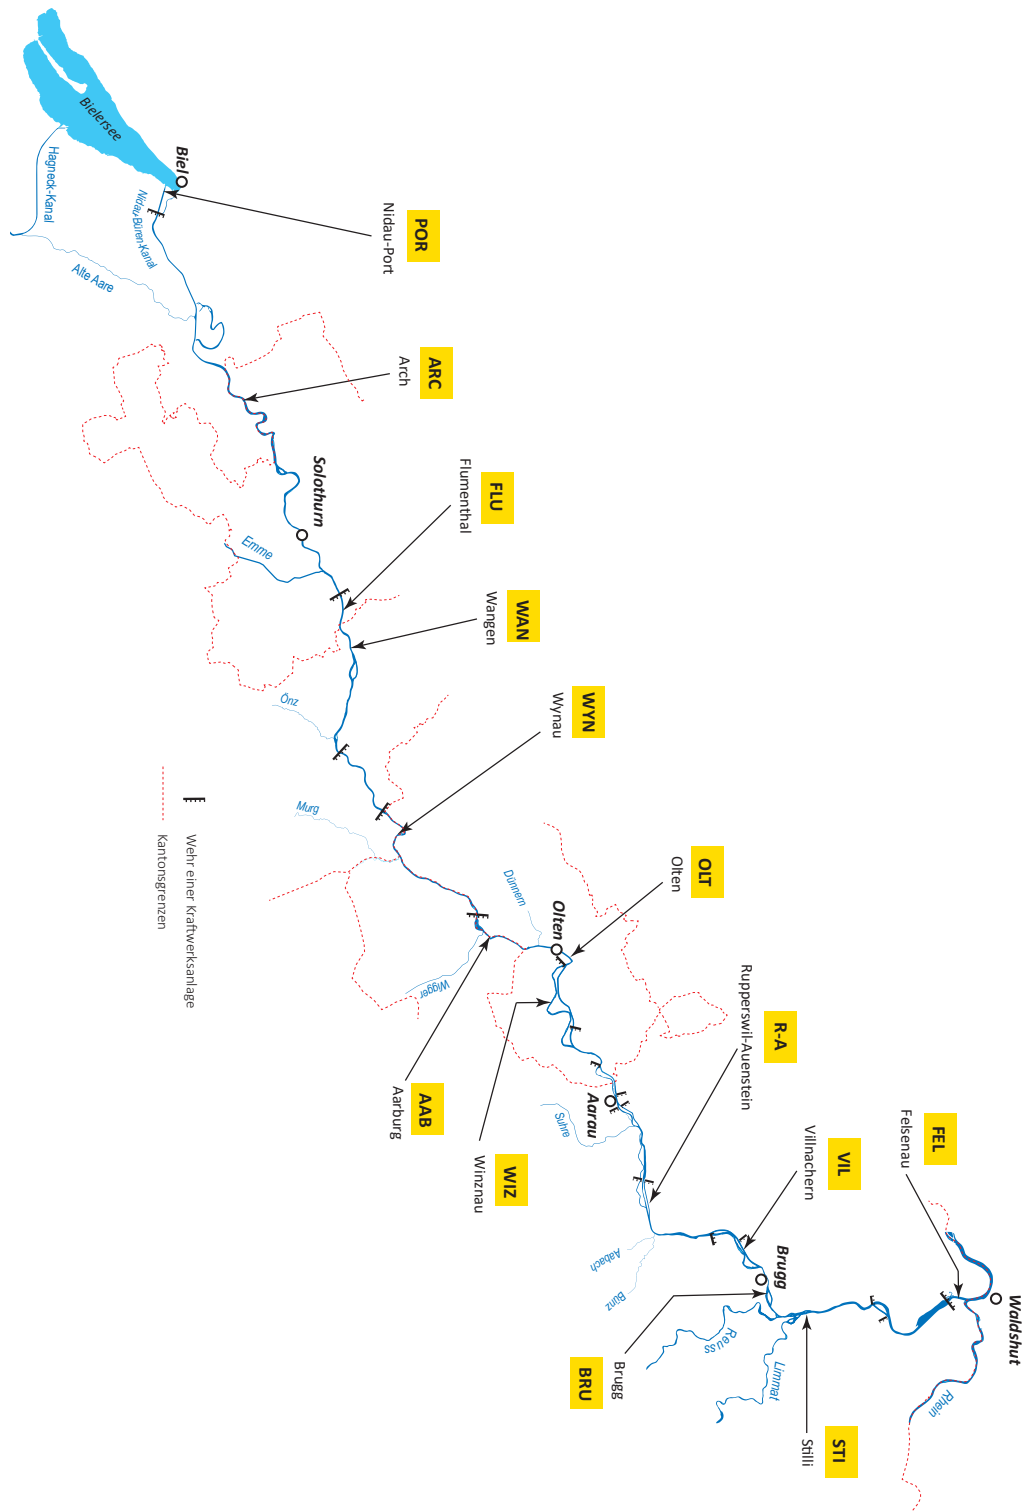 Bielersee
Biel
Hagneck-Kanal
Nidau-Büren-Kanal
Alte Aare
POR
Nidau-Port
ARC
Arch
Solothurn
Emme
FLU
Flumenthal
WAN
Wangen
Önz
WYN
Wynau
Murg
Wehr einer Kraftwerksanlage
Kantonsgrenzen
Dünnern
Olten
OLT
Olten
Wigger
AAB
Aarburg
WIZ
Winznau
Aarau
Suhre
R-A
Rupperswil-Auenstein
Aabach
Bünz
VIL
Villnachern
Brugg
BRU
Brugg
Reuss
Limmat
STI
Stilli
FEL
Felsenau
Waldshut
Rhein